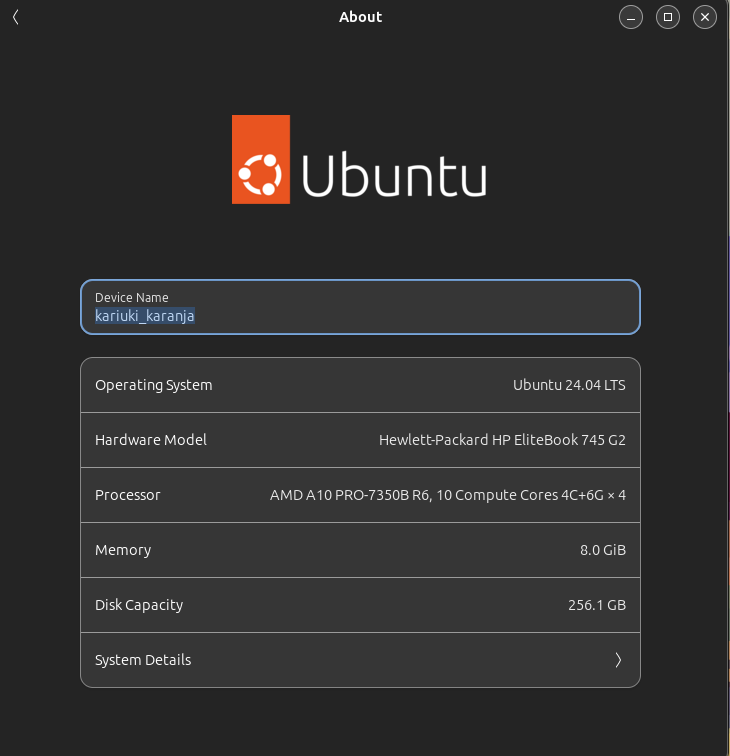 About
Ubuntu
Device Name
kariuki_karanja
Operating System Ubuntu 24.04 LTS
Hardware Model Hewlett-Packard HP EliteBook 745 G2
Processor AMD A10 PRO-7350B R6, 10 Compute Cores 4C+6G × 4
Memory 8.0 GiB
Disk Capacity 256.1 GB
System Details